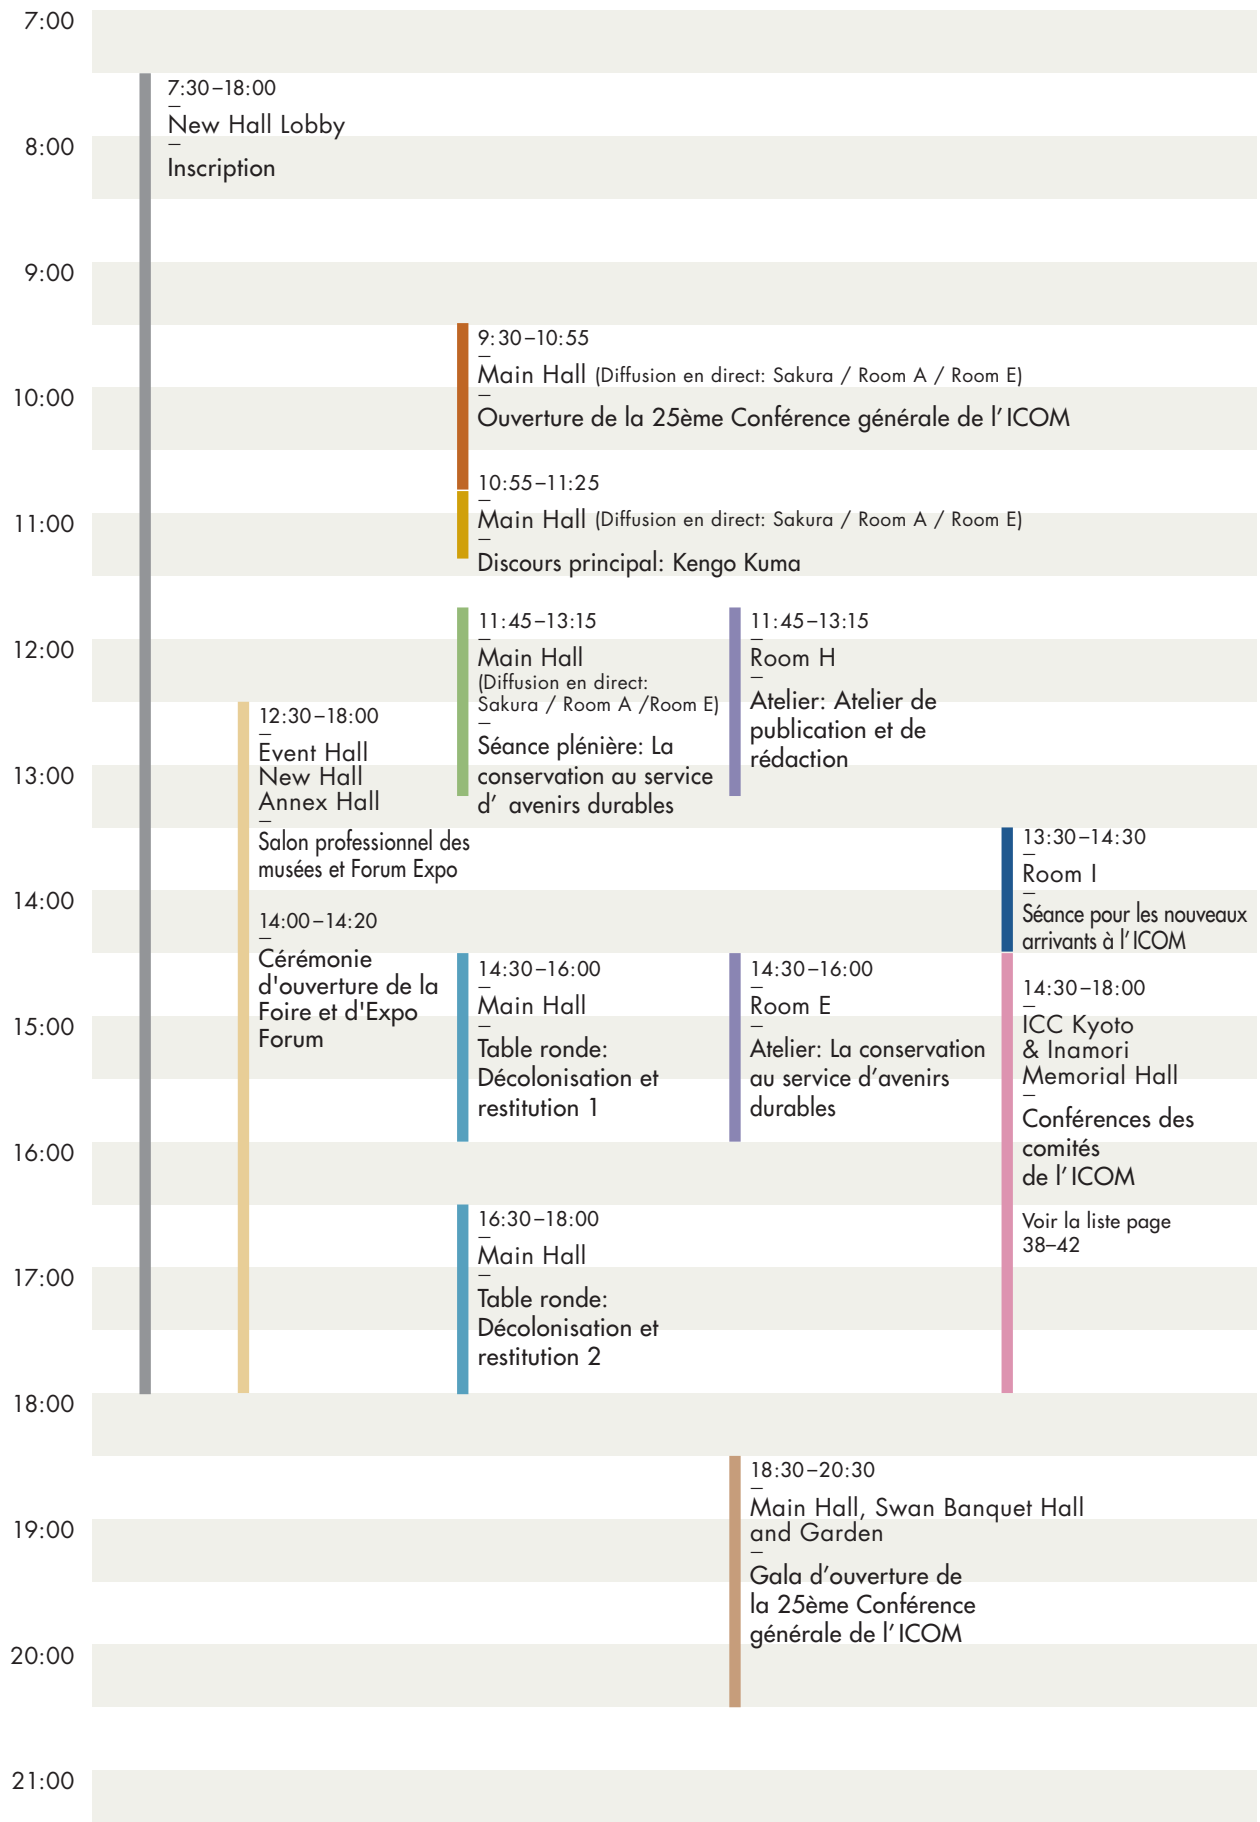 7:00
8:00
9:00
10:00
11:00
12:00
13:00
14:00
15:00
16:00
17:00
18:00
19:00
20:00
21:00
7:30–18:00
New Hall Lobby
Inscription
9:30–10:55
Main Hall (Diffusion en direct: Sakura / Room A / Room E)
Ouverture de la 25ème Conférence générale de l'ICOM
10:55–11:25
Main Hall (Diffusion en direct: Sakura / Room A / Room E)
Discours principal: Kengo Kuma
11:45–13:15
Main Hall
(Diffusion en direct:
Sakura / Room A /Room E)
Séance plénière: La
conservation au service
d' avenirs durables
11:45–13:15
Room H
Atelier: Atelier de
publication et de
rédaction
12:30–18:00
Event Hall
New Hall
Annex Hall
Salon professionnel des
musées et Forum Expo
14:00–14:20
Cérémonie
d'ouverture de la
Foire et d'Expo
Forum
13:30–14:30
Room I
Séance pour les nouveaux
arrivants à l'ICOM
14:30–16:00
Main Hall
Table ronde:
Décolonisation et
restitution 1
14:30–16:00
Room E
Atelier: La conservation
au service d'avenirs
durables
14:30–18:00
ICC Kyoto
& Inamori
Memorial Hall
Conférences des
comités
de l'ICOM
Voir la liste page
38–42
16:30–18:00
Main Hall
Table ronde:
Décolonisation et
restitution 2
18:30–20:30
Main Hall, Swan Banquet Hall
and Garden
Gala d'ouverture de
la 25ème Conférence
générale de l'ICOM